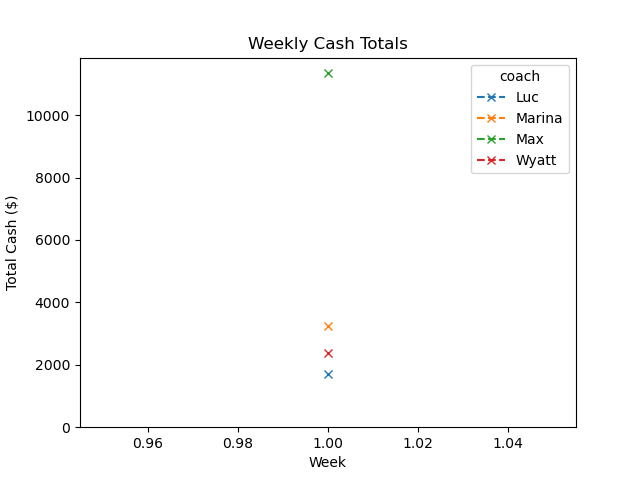 Weekly Cash Totals
coach
Luc
Marina
Max
Wyatt
Total Cash ($)
10000
8000
6000
4000
2000
0
0.96 0.98 1.00 1.02 1.04
Week